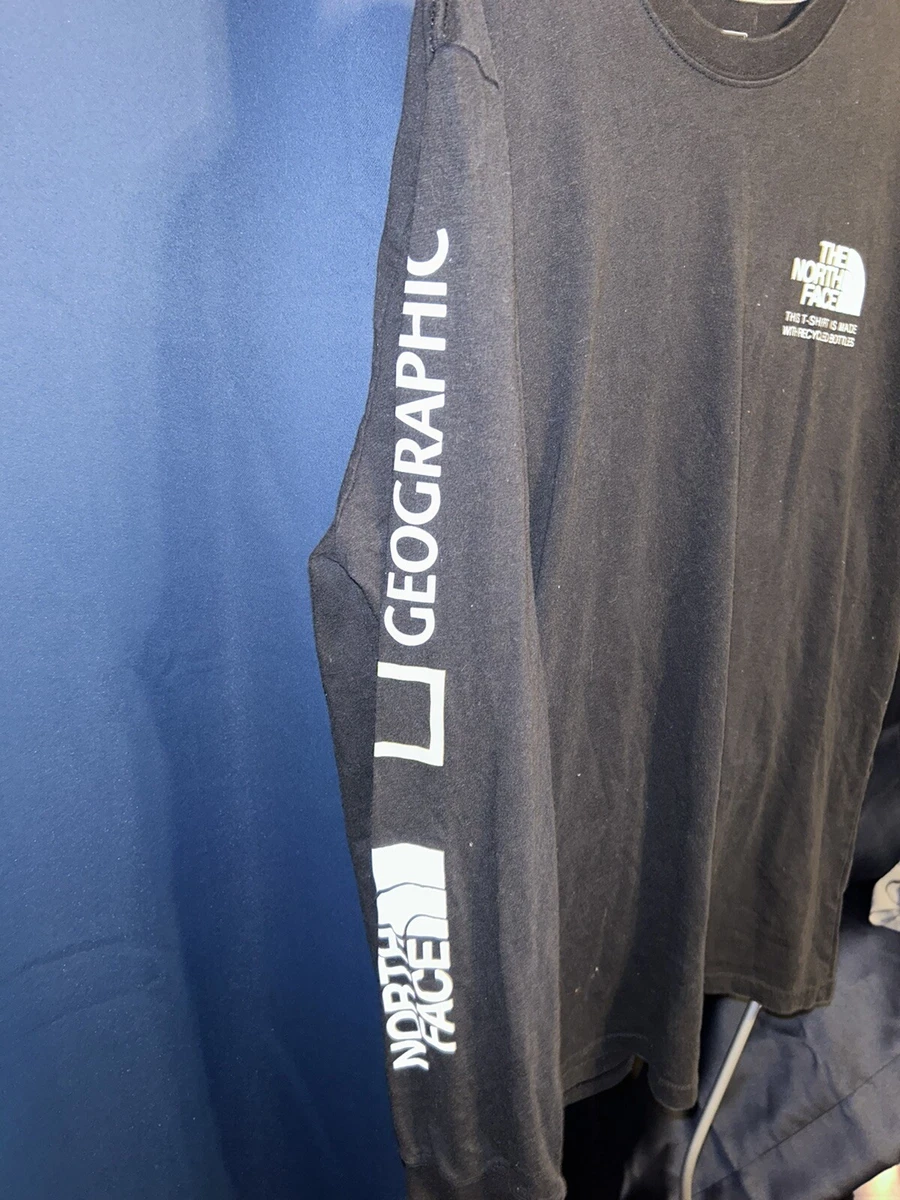 GEOGRAPHIC
NORTH
FACE
THE
NORTH
FACE
THIS T-SHIRT IS MADE
WITH RECYCLED BOTTLES